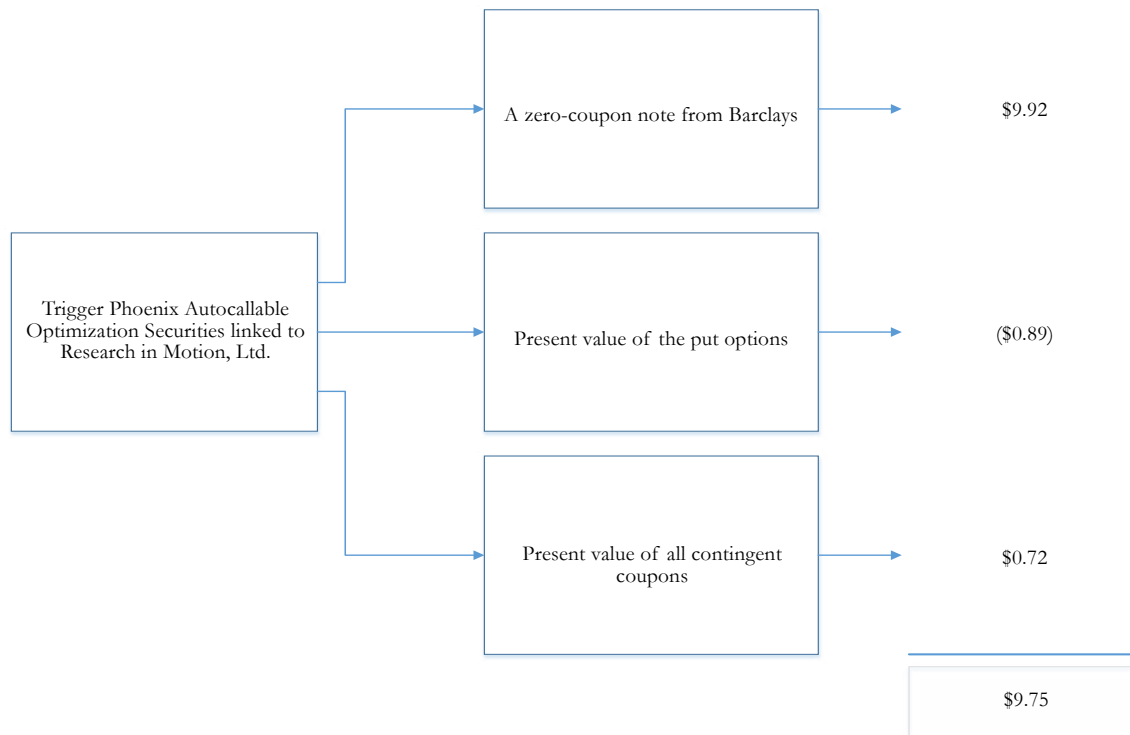 A zero-coupon note from Barclays
$9.92
Trigger Phoenix Autocallable
Optimization Securities linked to
Research in Motion, Ltd.
Present value of the put options
($0.89)
Present value of all contingent
coupons
$0.72
$9.75